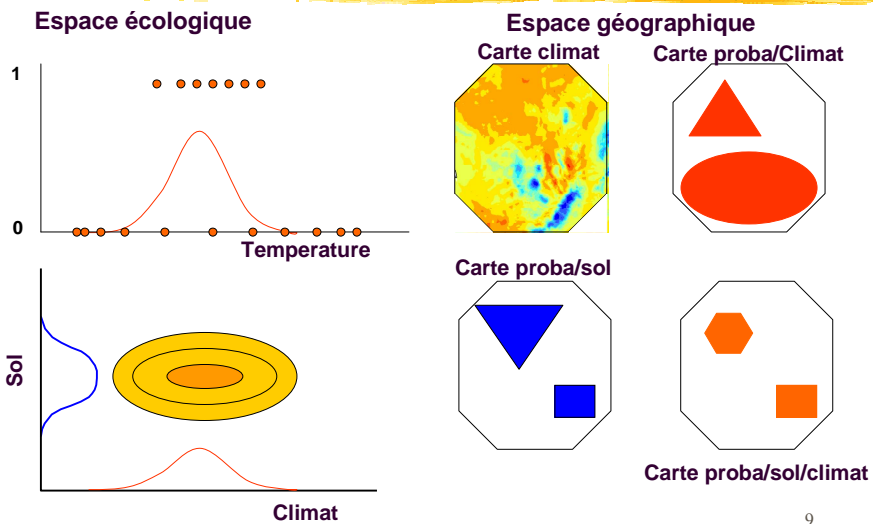 Espace écologique
Espace géographique
Carte climat
Carte proba/Climat
1
0
Temperature
Carte proba/sol
Sol
Climat
Carte proba/sol/climat
9